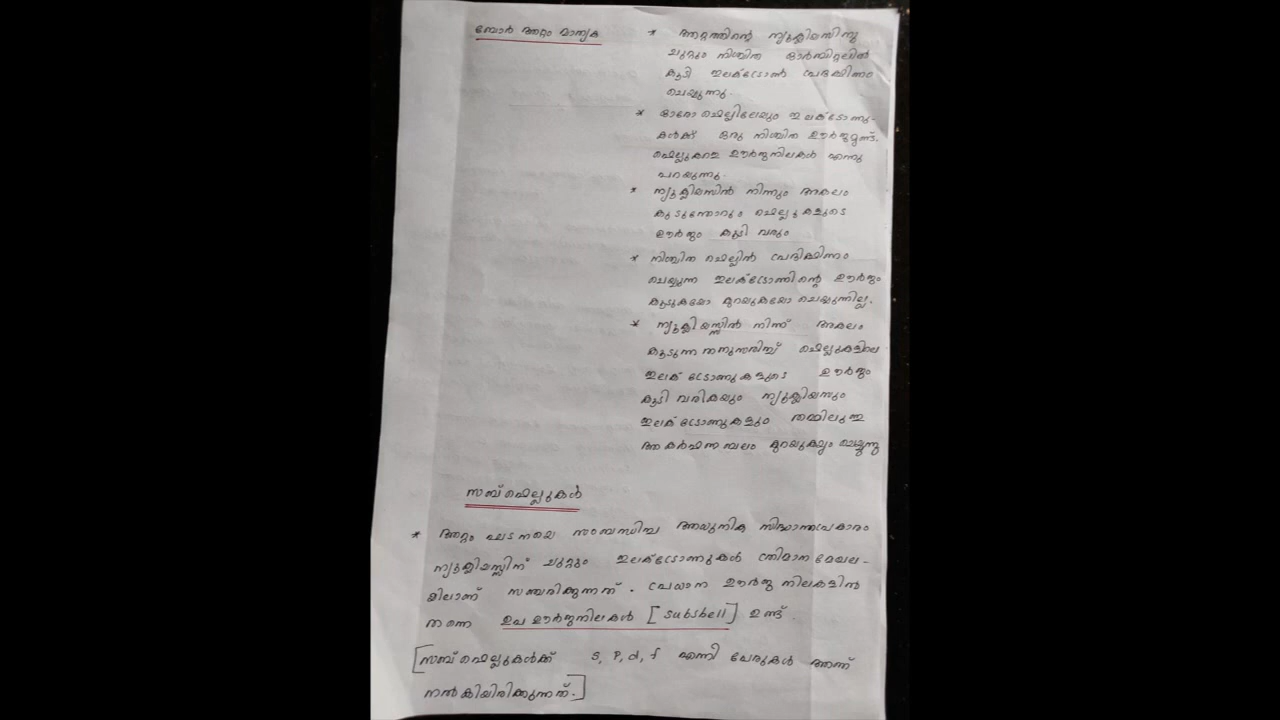 ബോർ ആറ്റം മാതൃക
* ആറ്റത്തിന്റെ ന്യൂക്ലിയസിനു
ചുറ്റും നിശ്ചിത ഓർബിറ്റലിൽ
കൂടി ഇലക്ട്രോൺ പ്രദക്ഷിണം
ചെയ്യുന്നു.
* ഓരോ ഷെല്ലിലേയും ഇലക്ടോണു-
കൾക്ക് ഒരു നിശ്ചിത ഊർജ്ജമുണ്ട്.
ഷെല്ലുകളെ ഊർജ്ജനിലകൾ എന്നു
പറയുന്നു.
* ന്യൂക്ലിയസിൽ നിന്നും അകലം
കൂടുന്തോറും ഷെല്ലുകളുടെ
ഊർജം കൂടി വരും
* നിശ്ചിത ഷെല്ലിൽ പ്രദിക്ഷിണം
ചെയ്യുന്ന ഇലക്ട്രോണിന്റെ ഊർജം
കൂടുകയോ കുറയുകയോ ചെയ്യുന്നില്ല.
* ന്യൂക്ലിയസ്സിൽ നിന്ന് അകലം
കൂടുന്നതനുസരിച്ച് ഷെല്ലുകളിലെ
ഇലക്ട്രോണുകളുടെ ഊർജം
കൂടി വരികയും ന്യൂക്ലിയസും
ഇലക്ട്രോണുകളും തമ്മിലുള്ള
ആകർഷണബലം കുറയുകയും ചെയ്യുന്നു
സബ്ഷെല്ലുകൾ
* ആറ്റം ഘടനയെ സംബന്ധിച്ച ആധുനിക സിദ്ധാന്തപ്രകാരം
ന്യൂക്ലിയസ്സിന് ചുറ്റും ഇലക്ട്രോണുകൾ ത്രിമാന മേഖല-
യിലാണ് സഞ്ചരിക്കുന്നത്. പ്രധാന ഊർജ്ജ നിലകളിൽ
തന്നെ ഉപ ഊർജ്ജനിലകൾ [Subshell] ഉണ്ട്
[സബ്ഷെല്ലുകൾക്ക് s, p, d, f എന്നീ പേരുകൾ ആണ്
നൽകിയിരിക്കുന്നത്.]